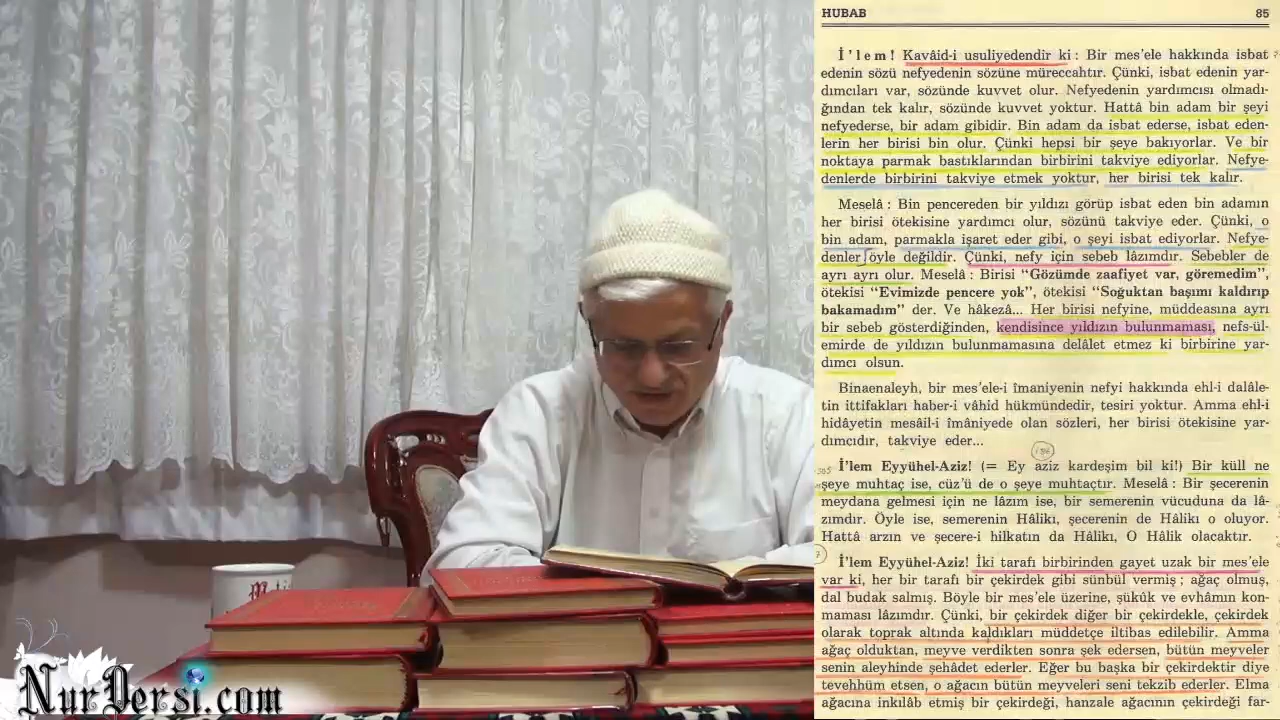 HUBAB 85
İ'lem! Kavâid-i usuliyedendir ki : Bir mes'ele hakkında isbat
edenin sözü nefyedenin sözüne müreccahtır. Çünki, isbat edenin yar-
dımcıları var, sözünde kuvvet olur. Nefyedenin yardımcısı olmadı-
ğından tek kalır, sözünde kuvvet yoktur. Hattâ bin adam bir şeyi
nefyederse, bir adam gibidir. Bin adam da isbat ederse, isbat eden-
lerin her birisi bin olur. Çünki hepsi bir şeye bakıyorlar. Ve bir
noktaya parmak bastıklarından birbirini takviye ediyorlar. Nefye-
denlerde birbirini takviye etmek yoktur, her birisi tek kalır.
Meselâ : Bin pencereden bir yıldızı görüp isbat eden bin adamın
her birisi ötekisine yardımcı olur, sözünü takviye eder. Çünki, o
bin adam, parmakla işaret eder gibi, o şeyi isbat ediyorlar. Nefye-
denler öyle değildir. Çünki, nefy için sebeb lâzımdır. Sebebler de
ayrı ayrı olur. Meselâ : Birisi "Gözümde zaafiyet var, göremedim",
ötekisi "Evimizde pencere yok", ötekisi "Soğuktan başımı kaldırıp
bakamadım" der. Ve hâkezâ... Her birisi nefyine, müddeasına ayrı
bir sebeb gösterdiğinden, kendisince yıldızın bulunmaması, nefs-ül-
emirde de yıldızın bulunmamasına delâlet etmez ki birbirine yar-
dımcı olsun.
Binaenaleyh, bir mes'ele-i îmaniyenin nefyi hakkında ehl-i dalâle-
tin ittifakları haber-i vâhid hükmündedir, tesiri yoktur. Amma ehl-i
hidâyetin mesâil-i îmâniyede olan sözleri, her birisi ötekisine yar-
dımcıdır, takviye eder...
İ'lem Eyyühel-Aziz! (= Ey aziz kardeşim bil ki!) Bir küll ne
şeye muhtaç ise, cüz'ü de o şeye muhtaçtır. Meselâ : Bir şecerenin
meydana gelmesi için ne lâzım ise, bir semerenin vücuduna da lâ-
zımdır. Öyle ise, semerenin Hâlikı, şecerenin de Hâlikı o oluyor.
Hattâ arzın ve şecere-i hilkatın da Hâlikı, O Hâlik olacaktır.
İ'lem Eyyühel-Aziz! İki tarafı birbirinden gayet uzak bir mes'ele
var ki, her bir tarafı bir çekirdek gibi sünbül vermiş ; ağaç olmuş,
dal budak salmış. Böyle bir mes'ele üzerine, şükûk ve evhâmın kon-
maması lâzımdır. Çünki, bir çekirdek diğer bir çekirdekle, çekirdek
olarak toprak altında kaldıkları müddetçe iltibas edilebilir. Amma
ağaç olduktan, meyve verdikten sonra şek edersen, bütün meyveler
senin aleyhinde şehâdet ederler. Eğer bu başka bir çekirdektir diye
tevehhüm etsen, o ağacın bütün meyveleri seni tekzib ederler. Elma
ağacına inkılâb etmiş bir çekirdeği, hanzale ağacının çekirdeği far-
NurDersi.com